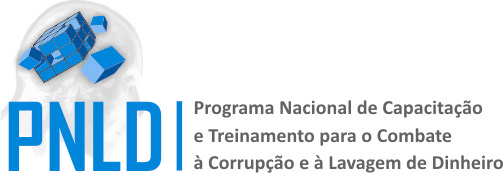 PNLD
Programa Nacional de Capacitação
e Treinamento para o Combate
à Corrupção e à Lavagem de Dinheiro